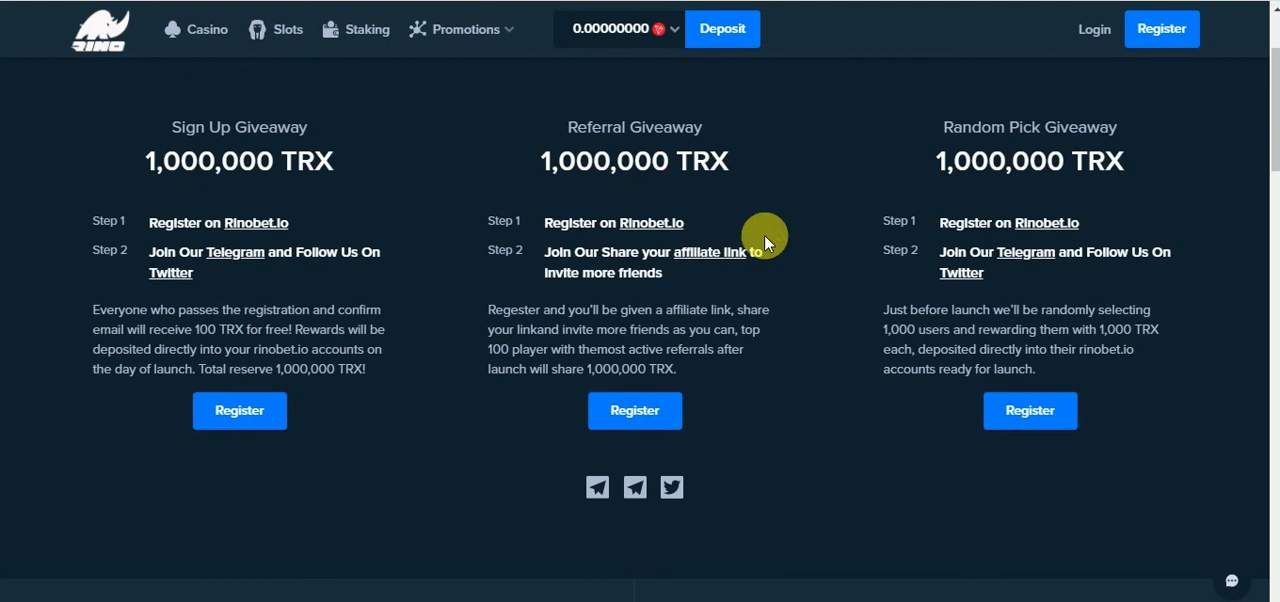 RINO Casino Slots Staking Promotions 0.00000000 Deposit Login Register
Sign Up Giveaway
1,000,000 TRX
Step 1 Register on Rinobet.io
Step 2 Join Our Telegram and Follow Us On
Twitter
Everyone who passes the registration and confirm
email will receive 100 TRX for free! Rewards will be
deposited directly into your rinobet.io accounts on
the day of launch. Total reserve 1,000,000 TRX!
Register
Referral Giveaway
1,000,000 TRX
Step 1 Register on Rinobet.io
Step 2 Join Our Share your affiliate link to
Invite more friends
Regester and you'll be given a affiliate link, share
your linkand invite more friends as you can, top
100 player with themost active referrals after
launch will share 1,000,000 TRX.
Register
Random Pick Giveaway
1,000,000 TRX
Step 1 Register on Rinobet.io
Step 2 Join Our Telegram and Follow Us On
Twitter
Just before launch we'll be randomly selecting
1,000 users and rewarding them with 1,000 TRX
each, deposited directly into their rinobet.io
accounts ready for launch.
Register